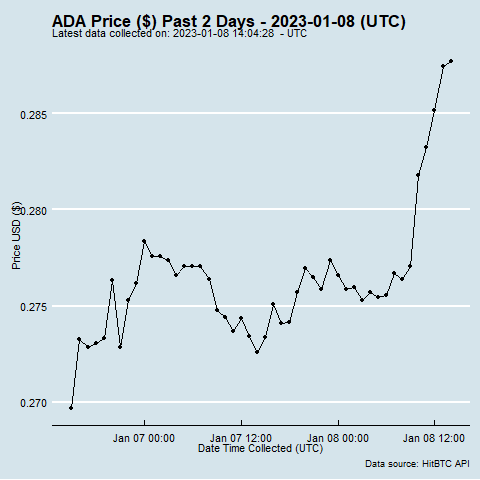 ADA Price ($) Past 2 Days - 2023-01-08 (UTC)
Latest data collected on: 2023-01-08 14:04:28 - UTC
0.285
0.280
0.275
0.270
Price USD ($)
Jan 07 00:00
Jan 07 12:00
Jan 08 00:00
Jan 08 12:00
Date Time Collected (UTC)
Data source: HitBTC API